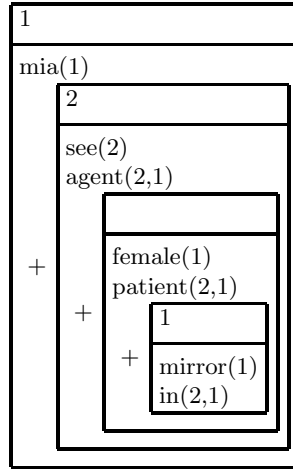 1
mia(1)
2
see(2)
agent(2,1)
female(1)
patient(2,1)
1
mirror(1)
in(2,1)
+
+
+